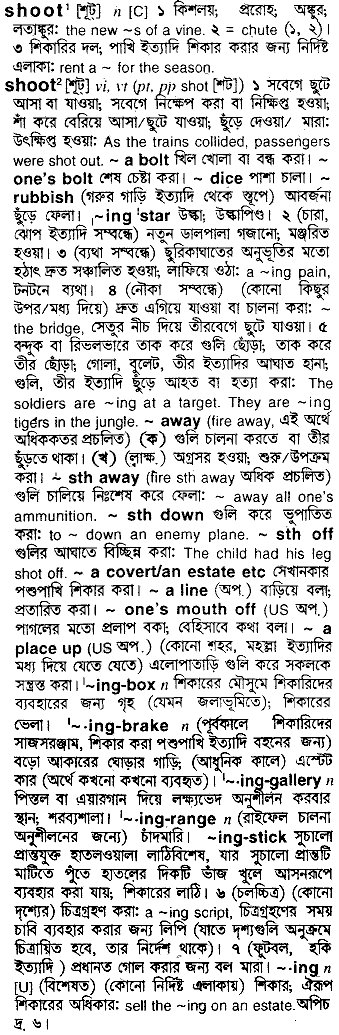 shoot¹ [শূট্] n [C] ১ কিশলয়; প্ররোহ; অঙ্কুর;
লতাঙ্কুর: the new ~s of a vine. ২ = chute (১, ২)।
৩ শিকারির দল; পাখি ইত্যাদি শিকার করার জন্য নির্দিষ্ট
এলাকা: rent a ~ for the season.
shoot² [শূট্] vi, vt (pt, pp shot [শট্]) ১ সবেগে ছুটে
আসা বা যাওয়া; সবেগে নিক্ষেপ করা বা নিক্ষিপ্ত হওয়া;
শাঁ করে বেরিয়ে আসা/ছুটে যাওয়া; ছুঁড়ে দেওয়া/ মারা;
উৎক্ষিপ্ত হওয়া: As the trains collided, passengers
were shot out. ~ a bolt খিল খোলা বা বন্ধ করা। ~
one's bolt শেষ চেষ্টা করা। ~ dice পাশা চালা। ~
rubbish (গরুর গাড়ি ইত্যাদি থেকে স্তূপে) আবর্জনা
ছুঁড়ে ফেলা। ˌ~ing ˈstar উল্কা; উল্কাপিণ্ড। ২ (চারা,
ঝোপ ইত্যাদি সম্বন্ধে) নতুন ডালপালা গজানো; মঞ্জরিত
হওয়া। ৩ (ব্যথা সম্বন্ধে) ছুরিকাঘাতের অনুভূতির মতো
হঠাৎ দ্রুত সঞ্চালিত হওয়া; লাফিয়ে ওঠা: a ~ing pain,
টনটনে ব্যথা। ৪ (নৌকা সম্বন্ধে) (কোনো কিছুর
উপর/মধ্য দিয়ে) দ্রুত এগিয়ে যাওয়া বা চালনা করা: ~
the bridge, সেতুর নীচ দিয়ে তীরবেগে ছুটে যাওয়া। ৫
বন্দুক বা রিভলভারে তাক করে গুলি ছোঁড়া; তাক করে
তীর ছোঁড়া; গোলা, বুলেট, তীর ইত্যাদির আঘাত হানা;
গুলি, তীর ইত্যাদি ছুঁড়ে আহত বা হত্যা করা: The
soldiers are ~ing at a target. They are ~ing
tigers in the jungle. ~ away (fire away, এই অর্থে
অধিককতর প্রচলিত) (ক) গুলি চালনা করতে বা তীর
ছুঁড়তে থাকা। (খ) (লাক্ষ.) অগ্রসর হওয়া; শুরু/উপক্রম
করা। ~ sth away (fire sth away অধিক প্রচলিত)
গুলি চালিয়ে নিঃশেষ করে ফেলা: ~ away all one's
ammunition. ~ sth down গুলি করে ভূপাতিত
করা: to ~ down an enemy plane. ~ sth off
গুলির আঘাতে বিচ্ছিন্ন করা: The child had his leg
shot off. ~ a covert/an estate etc সেখানকার
পশুপাখি শিকার করা। ~ a line (অপ.) বাড়িয়ে বলা;
প্রতারিত করা। ~ one's mouth off (US অপ.)
পাগলের মতো প্রলাপ বকা; বেহিসাবে কথা বলা। ~ a
place up (US অপ.) (কোনো শহর, মহল্লা ইত্যাদির
মধ্য দিয়ে যেতে যেতে) এলোপাতাড়ি গুলি করে সকলকে
সন্ত্রস্ত করা। ˈ~ing-box n শিকারের মৌসুমে শিকারিদের
ব্যবহারের জন্য গৃহ (যেমন জলাভূমিতে); শিকারের
ভেলা। ˈ~ing-brake n (পূর্বকালে শিকারিদের
সাজসরঞ্জাম, শিকার করা পশুপাখি ইত্যাদি বহনের জন্য)
বড়ো আকারের ঘোড়ার গাড়ি; (আধুনিক কালে) এস্টেট
কার (অর্থে কখনো কখনো ব্যবহৃত)। ˈ~ing-gallery n
পিস্তল বা এয়ারগান দিয়ে লক্ষ্যভেদ অনুশীলন করবার
স্থান; শরব্যশালা। ˈ~ing-range n (রাইফেল চালনা
অনুশীলনের জন্যে) চাঁদমারি। ~ing-stick সুচালো
প্রান্তযুক্ত হাতলওয়ালা লাঠিবিশেষ, যার সুচালো প্রান্তটি
মাটিতে পুঁতে হাতলের দিকটি ভাঁজ খুলে আসনরূপে
ব্যবহার করা যায়; শিকারের লাঠি। ৬ (চলচ্চিত্র) (কোনো
দৃশ্যের) চিত্রগ্রহণ করা: a ~ing script, চিত্রগ্রহণের সময়
চাবি ব্যবহার করার জন্য লিপি (যাতে দৃশ্যগুলি অনুক্রমে
চিত্রায়িত হবে, তার নির্দেশ থাকে)। ৭ (ফুটবল, হকি
ইত্যাদি ) প্রধানত গোল করার জন্য বল মারা। ~·ing n
[U] (বিশেষত) (কোনো নির্দিষ্ট এলাকায়) শিকার; ঐরূপ
শিকারের অধিকার: sell the ~ing on an estate. অপিচ
দ্র. ৬।